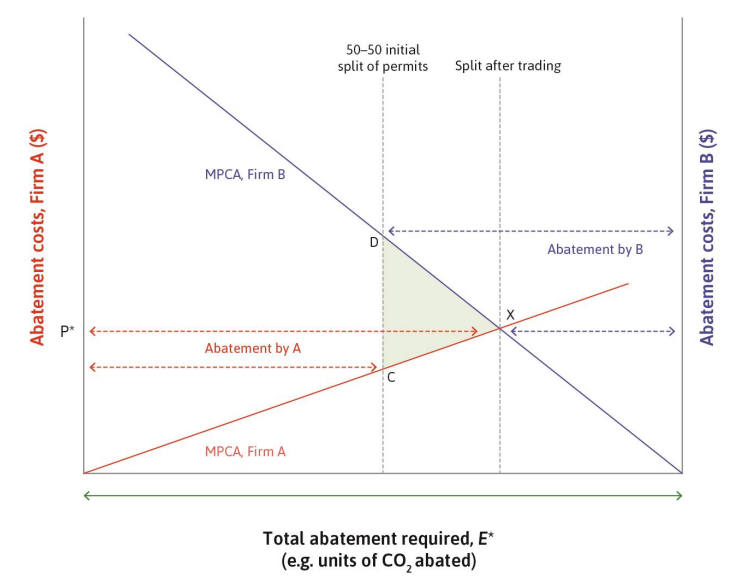 50–50 initial
split of permits
Split after trading
Abatement costs, Firm A ($)
Abatement costs, Firm B ($)
MPCA, Firm B
D
Abatement by B
X
P*
Abatement by A
C
MPCA, Firm A
Total abatement required, E*
(e.g. units of CO₂ abated)